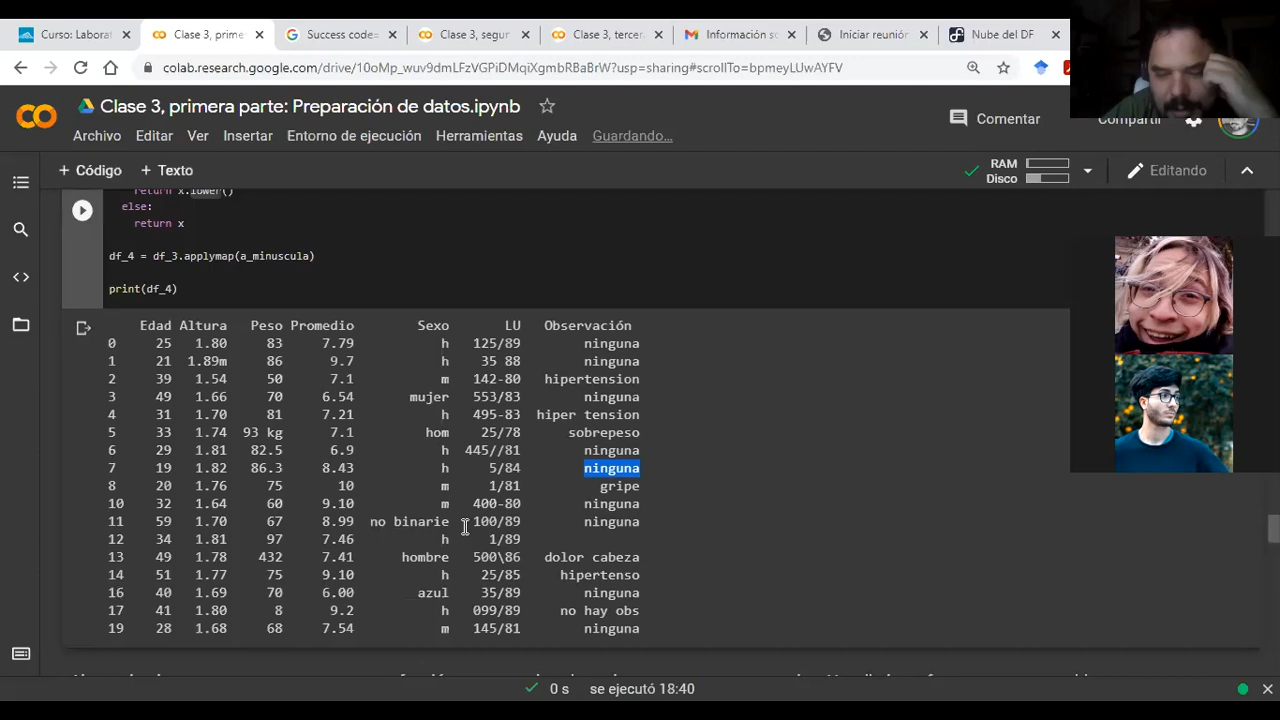 Curso: Laborat
Clase 3, prime
Success code=
Clase 3, segur
Clase 3, tercer
Información so
Iniciar reunión
Nube del DF
colab.research.google.com/drive/10oMp_wuv9dmLFzVGPiDMqiXgmbRBaBrW?usp=sharing#scrollTo=bpmeyLUwAYFV
Clase 3, primera parte: Preparación de datos.ipynb
Comentar
Compartir
Archivo Editar Ver Insertar Entorno de ejecución Herramientas Ayuda Guardando...
+ Código + Texto
RAM
Disco
Editando
return x.lower()
else:
return x
df_4 = df_3.applymap(a_minuscula)
print(df_4)
Edad Altura Peso Promedio Sexo LU Observación
0 25 1.80 83 7.79 h 125/89 ninguna
1 21 1.89m 86 9.7 h 35 88 ninguna
2 39 1.54 50 7.1 m 142-80 hipertension
3 49 1.66 70 6.54 mujer 553/83 ninguna
4 31 1.70 81 7.21 h 495-83 hiper tension
5 33 1.74 93 kg 7.1 hom 25/78 sobrepeso
6 29 1.81 82.5 6.9 h 445//81 ninguna
7 19 1.82 86.3 8.43 h 5/84 ninguna
8 20 1.76 75 10 m 1/81 gripe
10 32 1.64 60 9.10 m 400-80 ninguna
11 59 1.70 67 8.99 no binarie 100/89 ninguna
12 34 1.81 97 7.46 h 1/89
13 49 1.78 432 7.41 hombre 500\86 dolor cabeza
14 51 1.77 75 9.10 h 25/85 hipertenso
16 40 1.69 70 6.00 azul 35/89 ninguna
17 41 1.80 8 9.2 h 099/89 no hay obs
19 28 1.68 68 7.54 m 145/81 ninguna
0 s se ejecutó 18:40